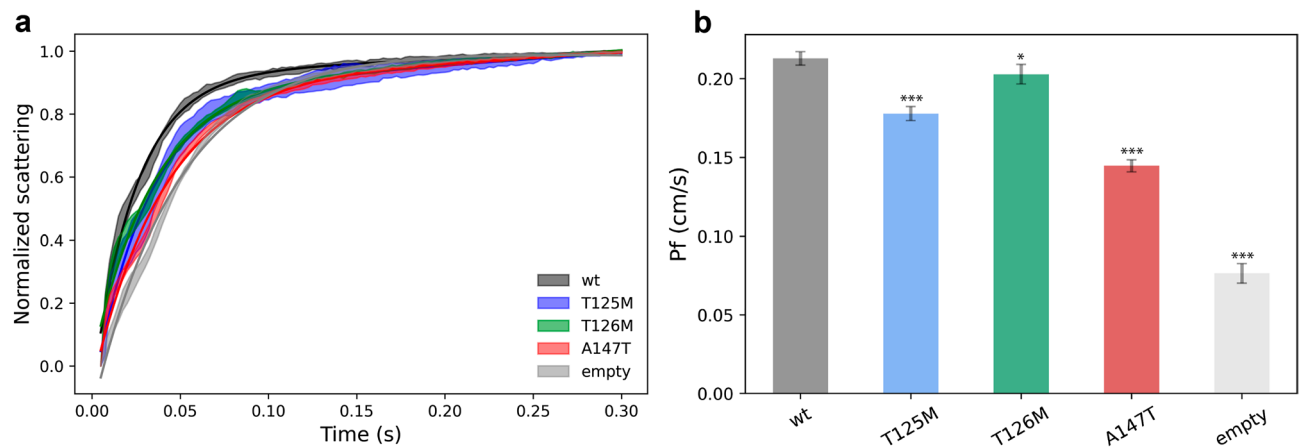 a
Normalized scattering
1.0
0.8
0.6
0.4
0.2
0.0
wt
T125M
T126M
A147T
empty
0.00 0.05 0.10 0.15 0.20 0.25 0.30
Time (s)
b
Pf (cm/s)
0.20
0.15
0.10
0.05
0.00
***
*
***
***
wt T125M T126M A147T empty